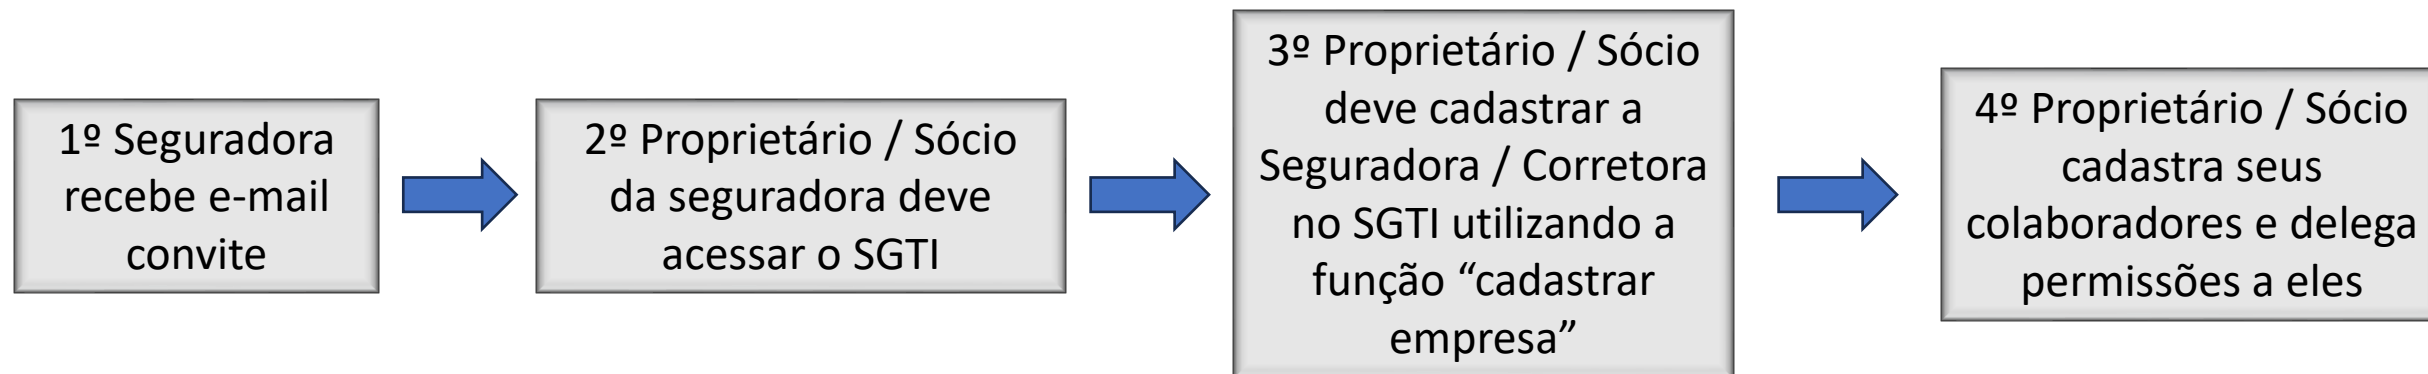 1º Seguradora
recebe e-mail
convite
2º Proprietário / Sócio
da seguradora deve
acessar o SGTI
3º Proprietário / Sócio
deve cadastrar a
Seguradora / Corretora
no SGTI utilizando a
função “cadastrar
empresa”
4º Proprietário / Sócio
cadastra seus
colaboradores e delega
permissões a eles